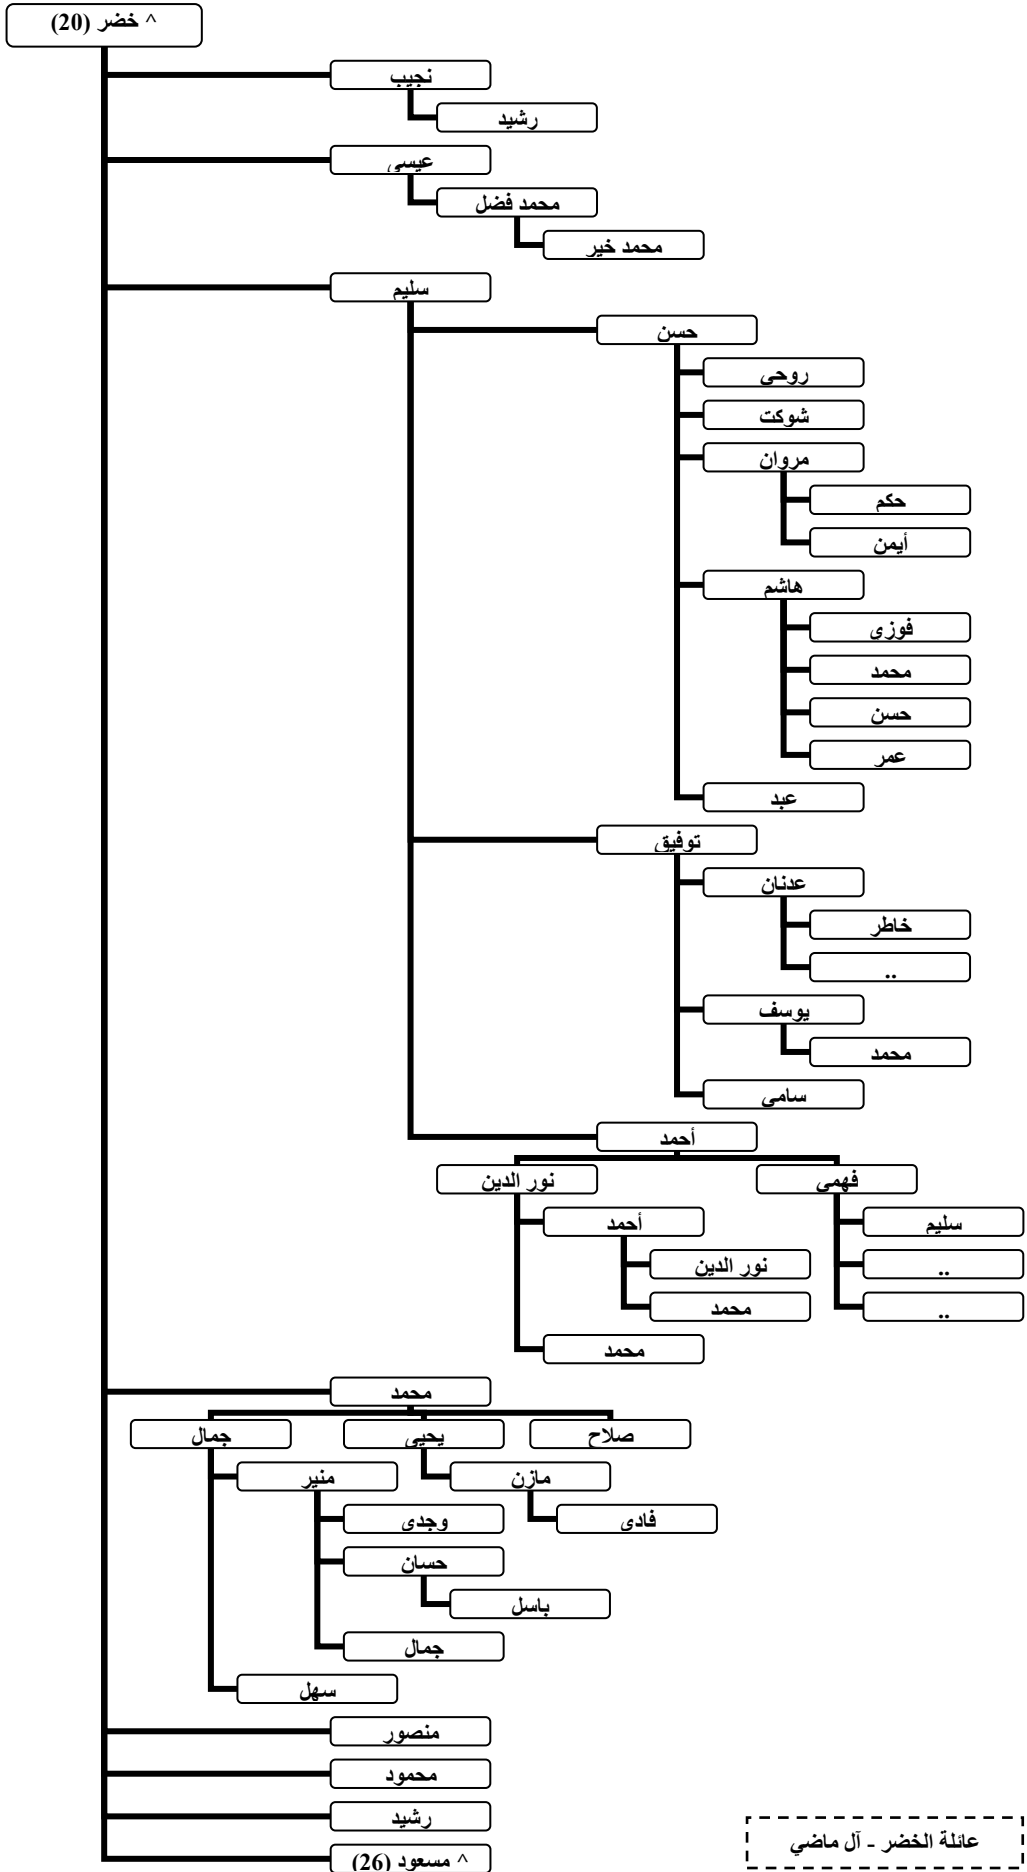 ^ خضر (20)
نجيب
رشيد
عيسى
محمد فضل
محمد خير
سليم
حسن
روحي
شوكت
مروان
حكم
أيمن
هاشم
فوزي
محمد
حسن
عمر
عبد
توفيق
عدنان
خاطر
..
يوسف
محمد
سامي
أحمد
فهمي
نور الدين
سليم
أحمد
..
نور الدين
..
محمد
محمد
محمد
صلاح
يحيى
جمال
مازن
منير
فادي
وجدي
حسان
باسل
جمال
سهل
منصور
محمود
رشيد
^ مسعود (26)
عائلة الخضر - آل ماضي